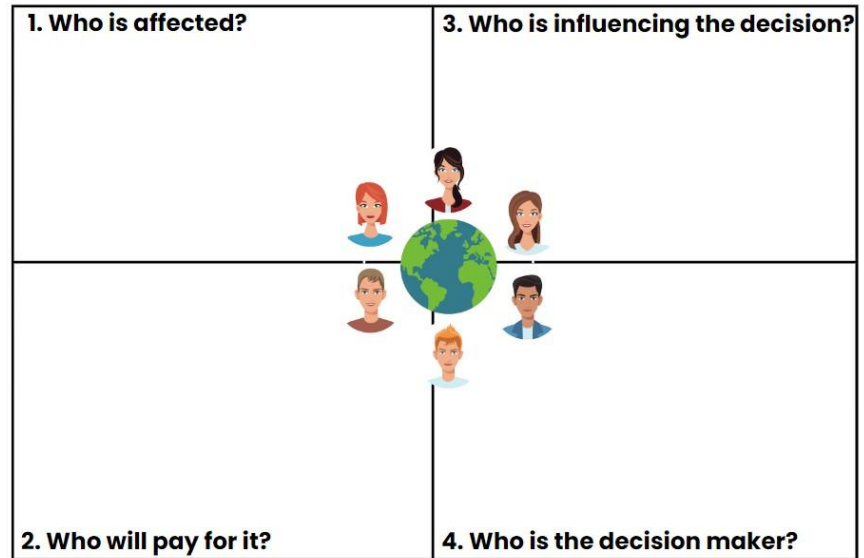 1. Who is affected?
3. Who is influencing the decision?
2. Who will pay for it?
4. Who is the decision maker?